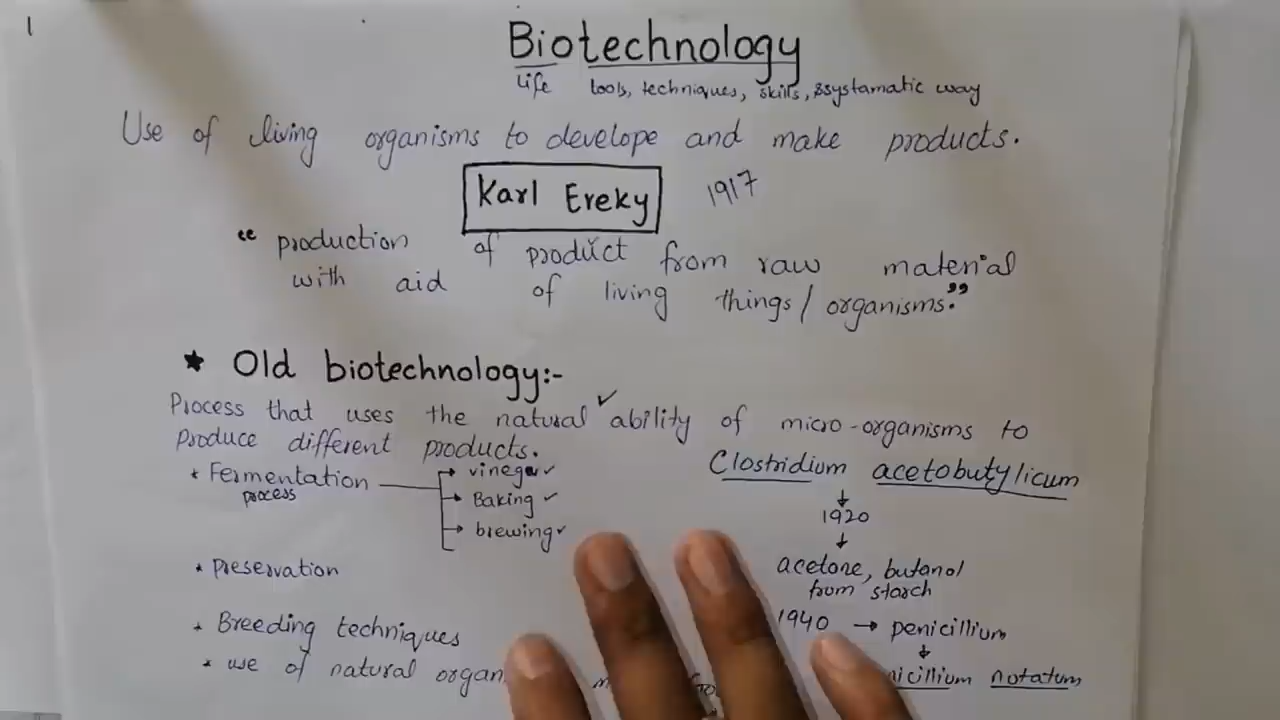 1
Biotechnology
Life tools, techniques, skills, systamatic way
Use of living organisms to develope and make products.
Karl Ereky 1917
"production of product from raw material
with aid of living things/organisms."
★ Old biotechnology:-
Process that uses the natural ✓ ability of micro-organisms to
Produce different products.
* Fermentation process → vinegar ✓
→ Baking ✓
→ brewing ✓
* Preservation
* Breeding techniques
* use of natural
Clostridium acetobutylicum
↓
1920
↓
acetone, butanol
from starch
1940 → penicillium
↓
notatum